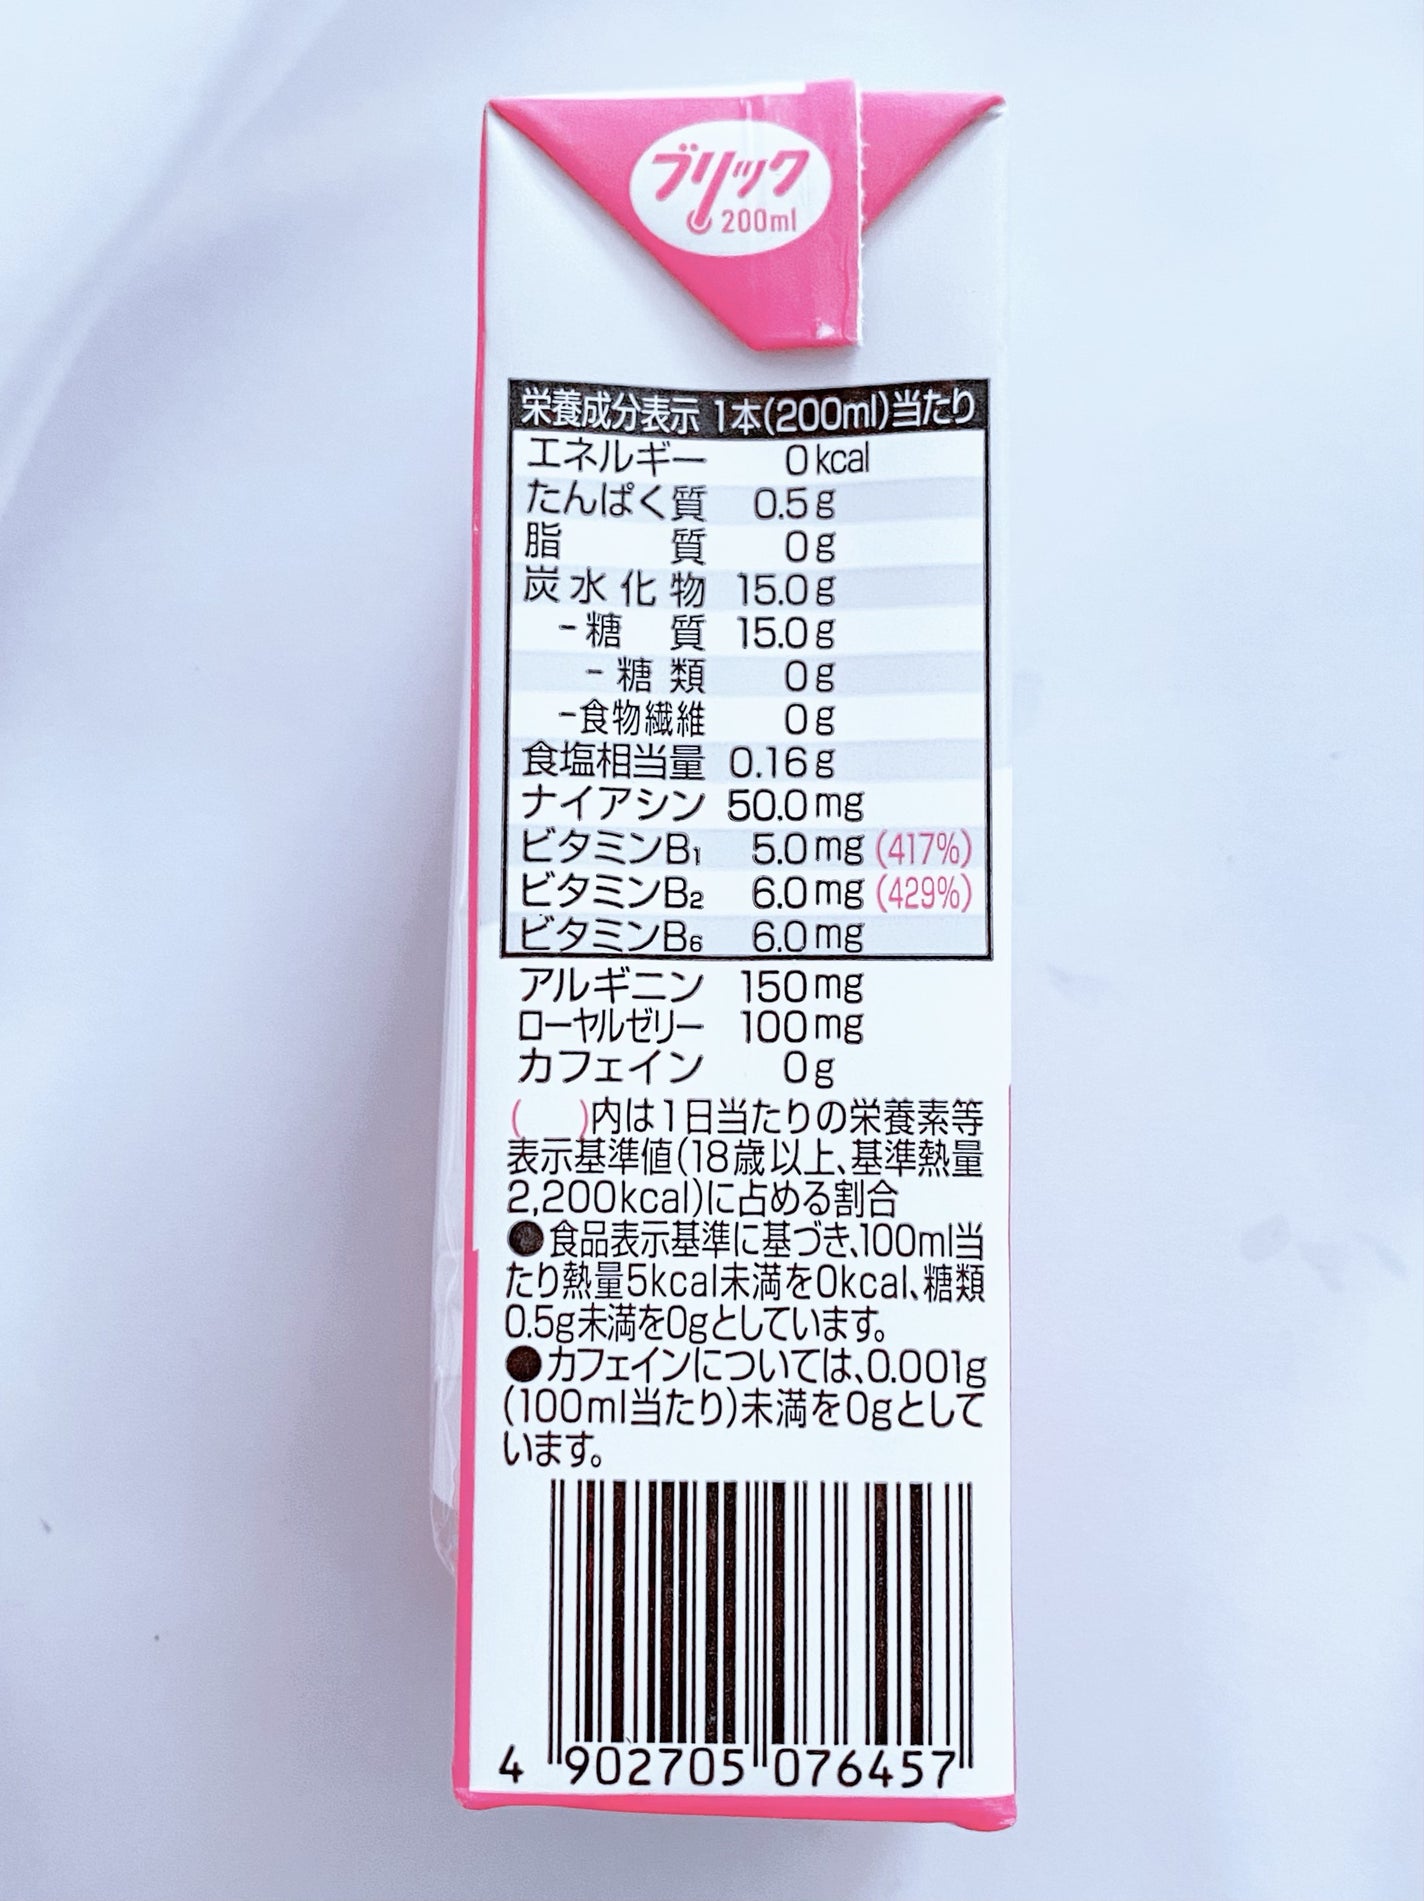 ブリック
200ml
栄養成分表示 1本(200ml)当たり
エネルギー 0kcal
たんぱく質 0.5g
脂質 0g
炭水化物 15.0g
-糖質 15.0g
-糖類 0g
-食物繊維 0g
食塩相当量 0.16g
ナイアシン 50.0mg
ビタミンB1 5.0mg (417%)
ビタミンB2 6.0mg (429%)
ビタミンB6 6.0mg
アルギニン 150mg
ローヤルゼリー 100mg
カフェイン 0g
(　)内は1日当たりの栄養素等
表示基準値(18歳以上、基準熱量
2,200kcal)に占める割合
●食品表示基準に基づき、100ml当
たり熱量5kcal未満を0kcal、糖類
0.5g未満を0gとしています。
●カフェインについては、0.001g
(100ml当たり)未満を0gとして
います。
4 902705 076457